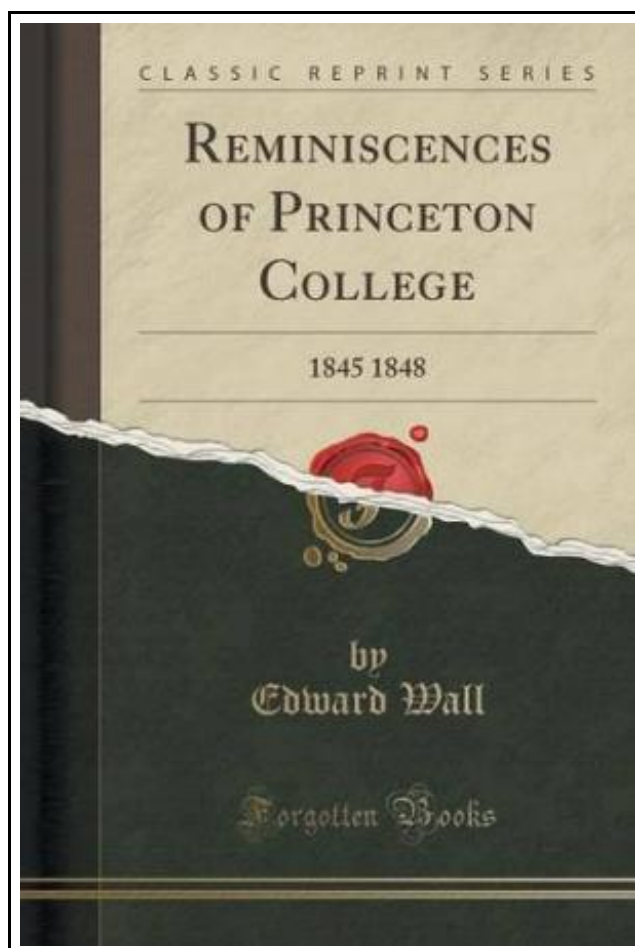 CLASSIC REPRINT SERIES
REMINISCENCES
OF PRINCETON
COLLEGE
1845 1848
by
Edward Wall
Forgotten Books